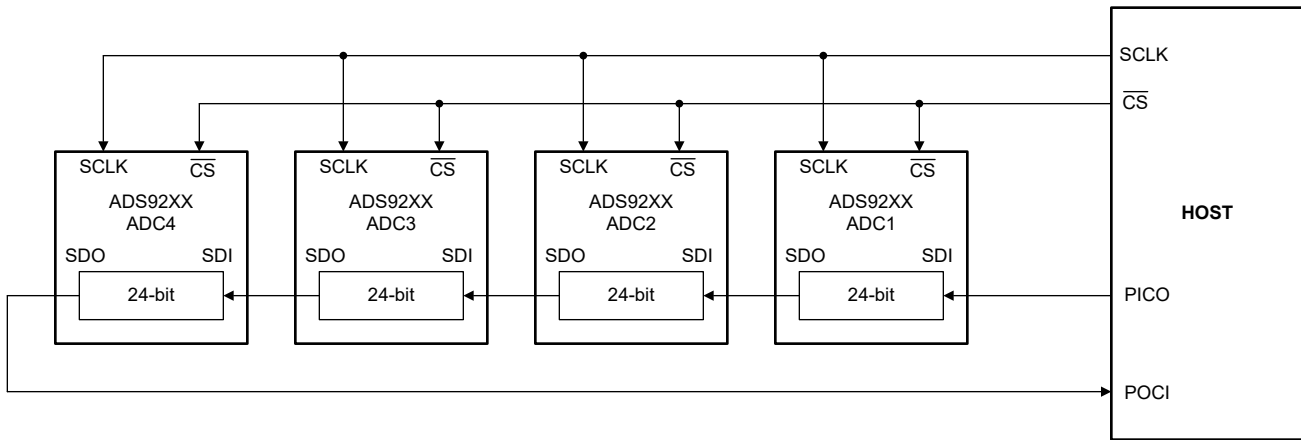 SCLK
CS
HOST
PICO
POCI
SCLK CS
ADS92XX
ADC4
SDO SDI
24-bit
SCLK CS
ADS92XX
ADC3
SDO SDI
24-bit
SCLK CS
ADS92XX
ADC2
SDO SDI
24-bit
SCLK CS
ADS92XX
ADC1
SDO SDI
24-bit